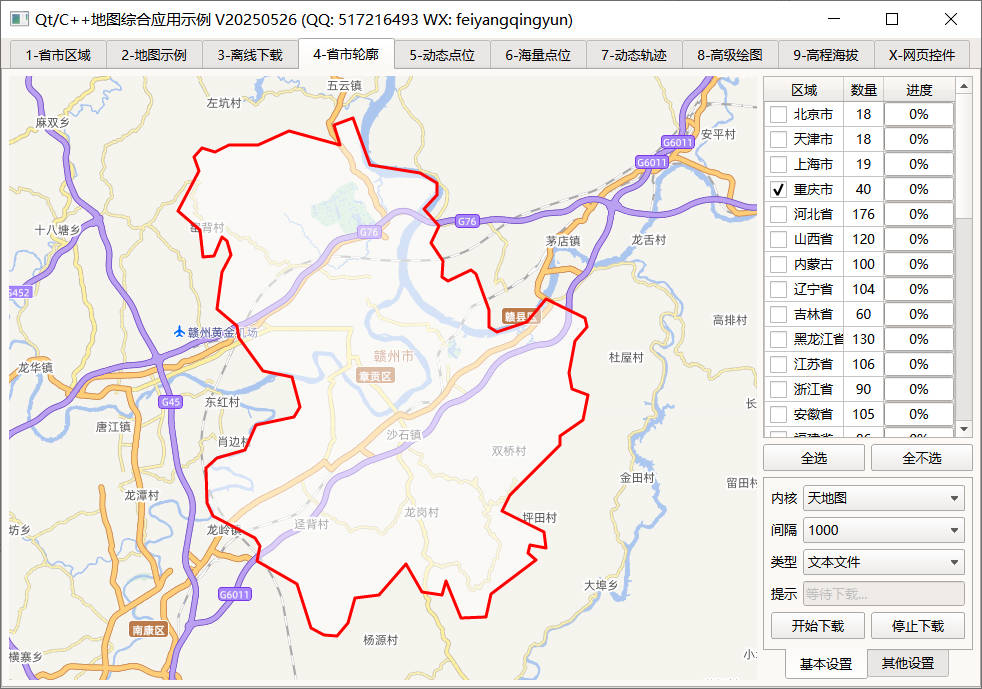 Qt/C++地图综合应用示例 V20250526 (QQ: 517216493 WX: feiyangqingyun)
1-省市区域 2-地图示例 3-离线下载 4-省市轮廓 5-动态点位 6-海量点位 7-动态轨迹 8-高级绘图 9-高程海拔 X-网页控件
五云镇
左坑村
麻双乡
安平村
G6011
G6011
十八塘乡
背村
G76
G76
茅店镇
龙舌村
G452
赣县区
高排村
赣州黄金机场
赣州市
杜屋村
龙华镇
章贡区
G45
东红村
长
唐江镇
沙石镇
肖边村
双桥村
金田村
留田村
龙潭村
龙岗村
坪田村
迳背村
坊乡
龙岭镇
大埠乡
G6011
南康区
杨源村
横寨乡
小
区域 数量 进度
北京市 18 0%
天津市 18 0%
上海市 19 0%
重庆市 40 0%
河北省 176 0%
山西省 120 0%
内蒙古 100 0%
辽宁省 104 0%
吉林省 60 0%
黑龙江省 130 0%
江苏省 106 0%
浙江省 90 0%
安徽省 105 0%
全选 全不选
内核 天地图
间隔 1000
类型 文本文件
提示 等待下载...
开始下载 停止下载
基本设置 其他设置